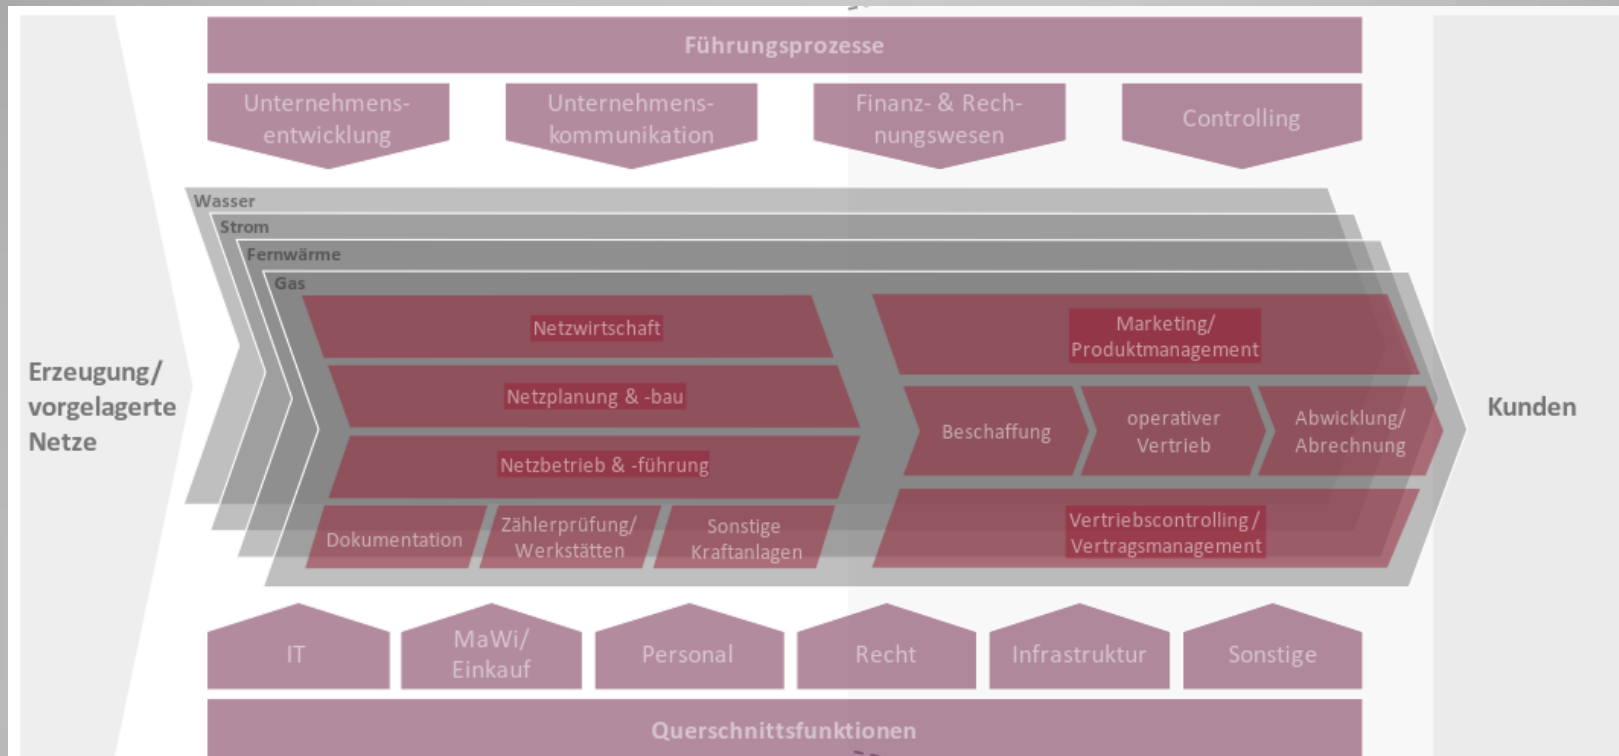 Führungsprozesse
Unternehmens-
entwicklung
Unternehmens-
kommunikation
Finanz- & Rech-
nungswesen
Controlling
Wasser
Strom
Fernwärme
Gas
Erzeugung/
vorgelagerte
Netze
Netzwirtschaft
Netzplanung & -bau
Netzbetrieb & -führung
Dokumentation
Zählerprüfung/
Werkstätten
Sonstige
Kraftanlagen
Marketing/
Produktmanagement
Beschaffung
operativer
Vertrieb
Abwicklung/
Abrechnung
Vertriebscontrolling/
Vertragsmanagement
Kunden
IT
MaWi/
Einkauf
Personal
Recht
Infrastruktur
Sonstige
Querschnittsfunktionen